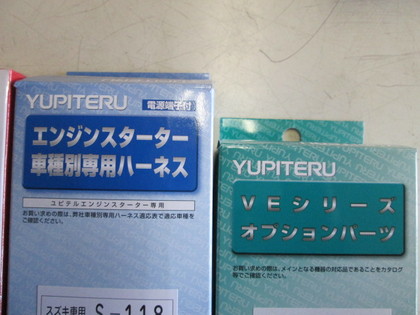 YUPITERU
電源端子付
エンジンスターター
車種別専用ハーネス
ユピテルエンジンスターター専用
お買い求めの際は、弊社車種別専用ハーネス適応表で適応車種を
ご確認ください。
スズキ車用 S-118
YUPITERU
VEシリーズ
オプションパーツ
お買い求めの際は、メインとなる機器の対応品であることをカタログ
等でご確認ください。